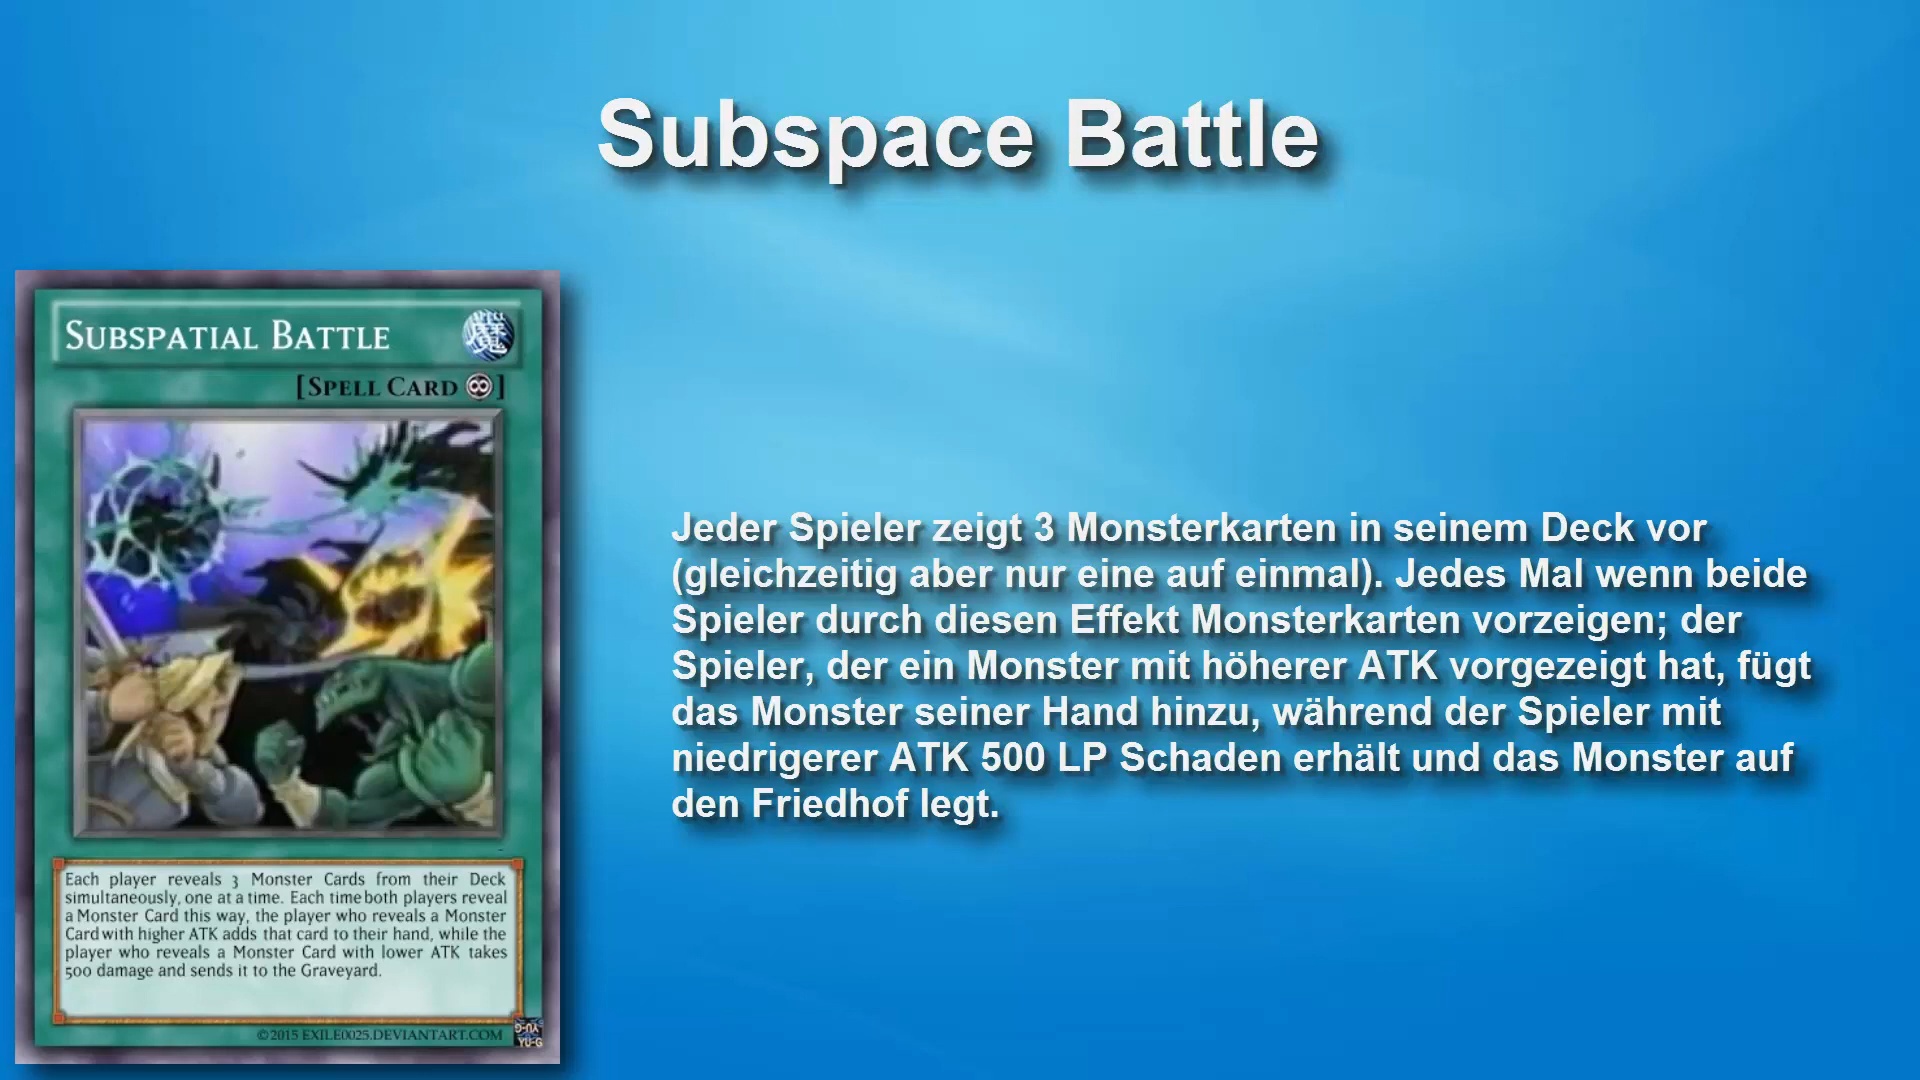 Subspace Battle
SUBSPATIAL BATTLE
魔
[SPELL CARD ]
Jeder Spieler zeigt 3 Monsterkarten in seinem Deck vor
(gleichzeitig aber nur eine auf einmal). Jedes Mal wenn beide
Spieler durch diesen Effekt Monsterkarten vorzeigen; der
Spieler, der ein Monster mit höherer ATK vorgezeigt hat, fügt
das Monster seiner Hand hinzu, während der Spieler mit
niedrigerer ATK 500 LP Schaden erhält und das Monster auf
den Friedhof legt.
Each player reveals 3 Monster Cards from their Deck
simultaneously, one at a time. Each time both players reveal
a Monster Card this way, the player who reveals a Monster
Card with higher ATK adds that card to their hand, while the
player who reveals a Monster Card with lower ATK takes
500 damage and sends it to the Graveyard.
©2015 EXILE0025.DEVIANTART.COM
YU-G
YU-G